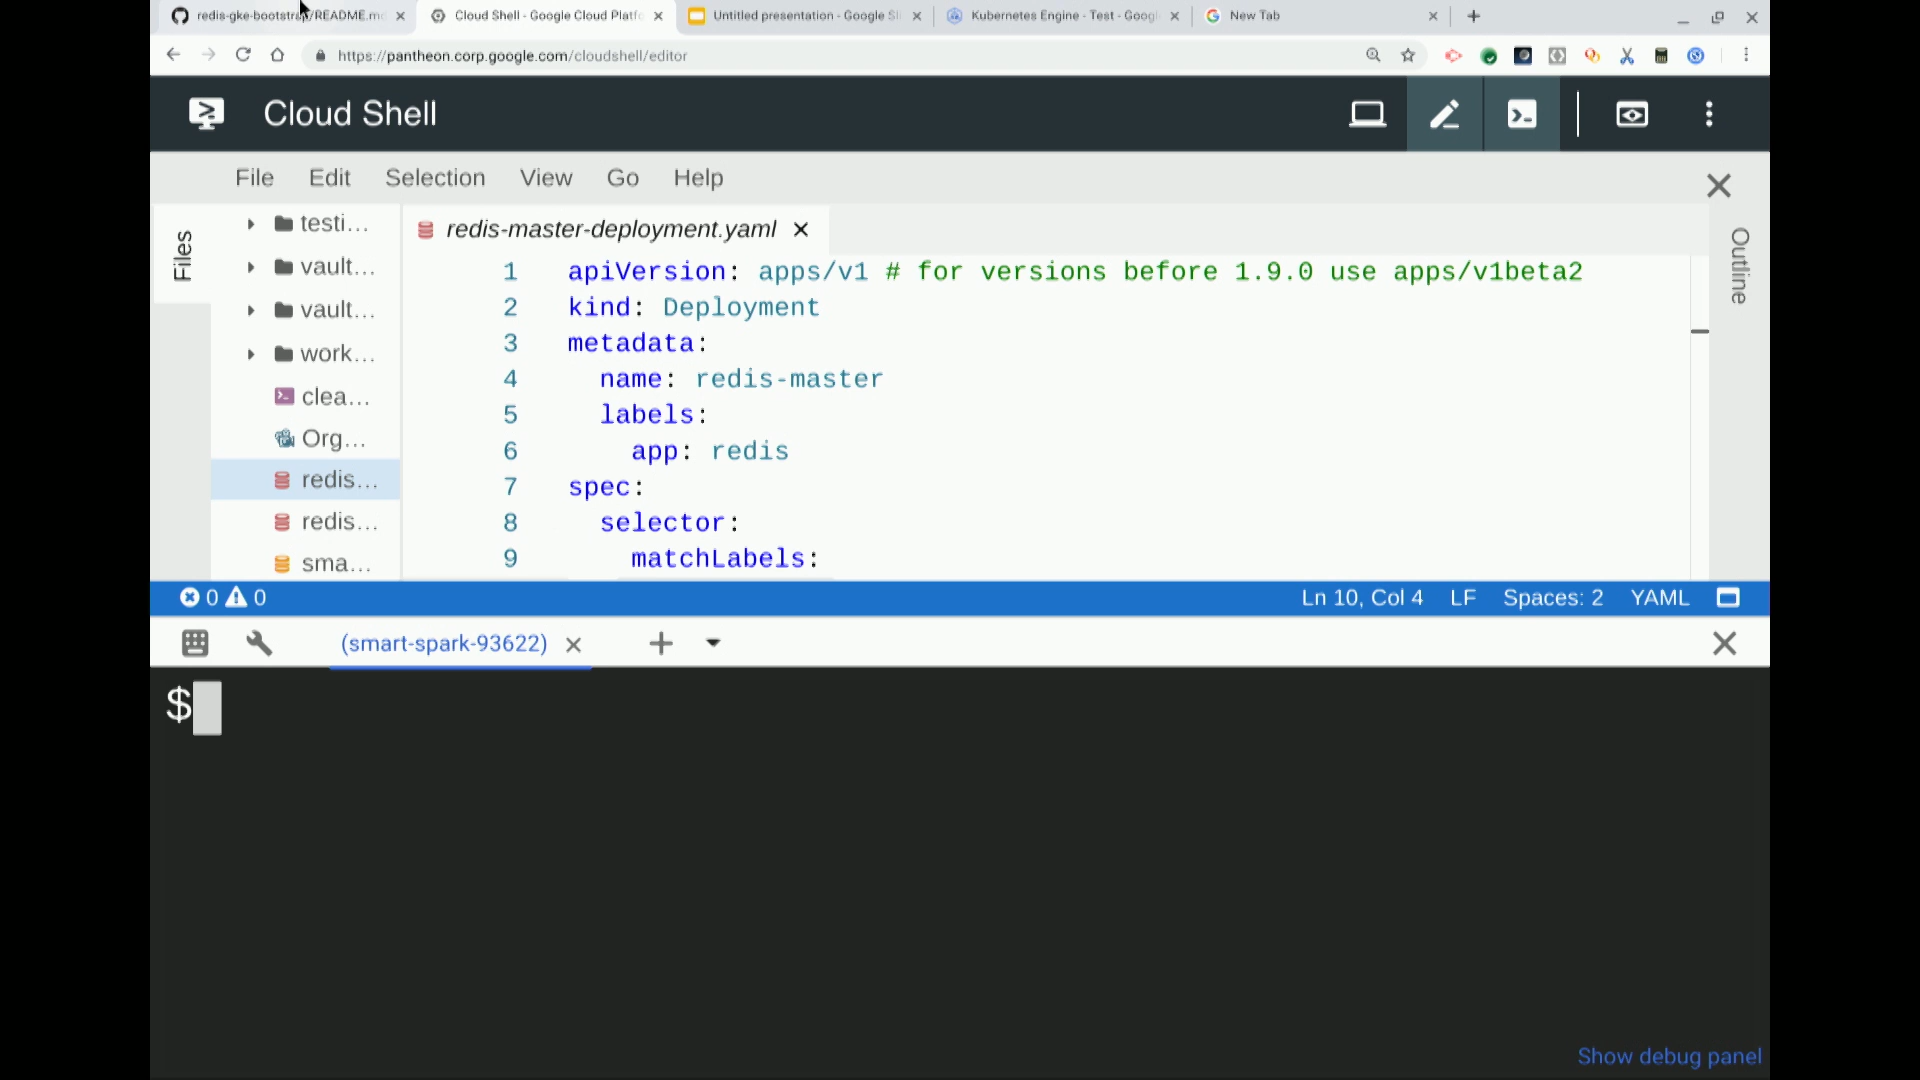 redis-gke-bootstrap/README.m
Cloud Shell - Google Cloud Platf
Untitled presentation - Google Sl
Kubernetes Engine - Test - Googl
New Tab
https://pantheon.corp.google.com/cloudshell/editor
Cloud Shell
File Edit Selection View Go Help
Files
testi...
vault...
vault...
work...
clea...
Org...
redis...
redis...
sma...
redis-master-deployment.yaml
1 apiVersion: apps/v1 # for versions before 1.9.0 use apps/v1beta2
2 kind: Deployment
3 metadata:
4 name: redis-master
5 labels:
6 app: redis
7 spec:
8 selector:
9 matchLabels:
Outline
0 0 Ln 10, Col 4 LF Spaces: 2 YAML
(smart-spark-93622)
$
Show debug panel